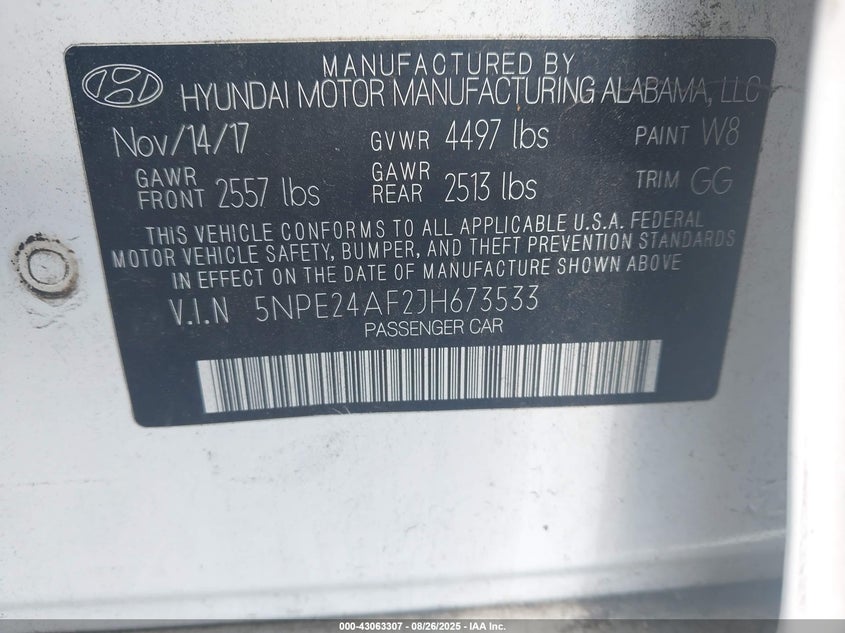 MANUFACTURED BY
HYUNDAI MOTOR MANUFACTURING ALABAMA, LLC
Nov/14/17 GVWR 4497 lbs PAINT W8
GAWR FRONT 2557 lbs GAWR REAR 2513 lbs TRIM GG
THIS VEHICLE CONFORMS TO ALL APPLICABLE U.S.A. FEDERAL
MOTOR VEHICLE SAFETY, BUMPER, AND THEFT PREVENTION STANDARDS
IN EFFECT ON THE DATE OF MANUFACTURE SHOWN ABOVE
V.I.N 5NPE24AF2JH673533
PASSENGER CAR
000-43063307 - 08/26/2025 - IAA Inc.